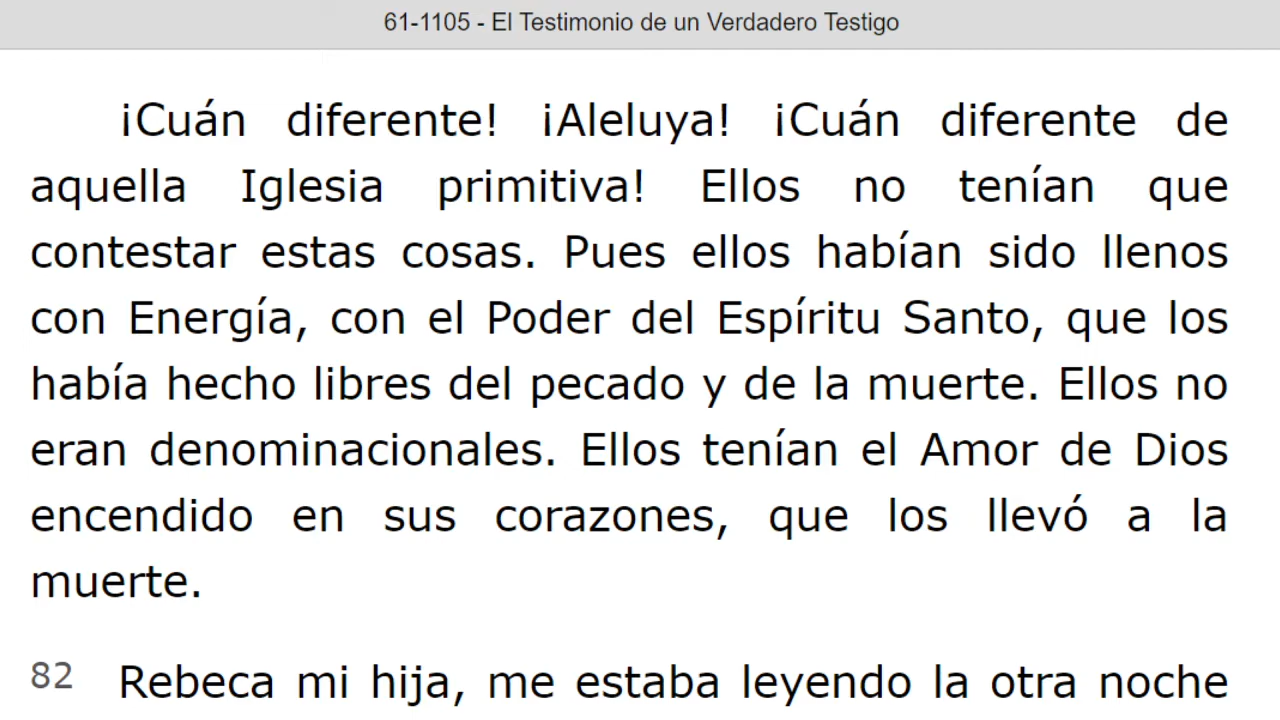 61-1105 - El Testimonio de un Verdadero Testigo
¡Cuán diferente! ¡Aleluya! ¡Cuán diferente de
aquella Iglesia primitiva! Ellos no tenían que
contestar estas cosas. Pues ellos habían sido llenos
con Energía, con el Poder del Espíritu Santo, que los
había hecho libres del pecado y de la muerte. Ellos no
eran denominacionales. Ellos tenían el Amor de Dios
encendido en sus corazones, que los llevó a la
muerte.
82 Rebeca mi hija, me estaba leyendo la otra noche